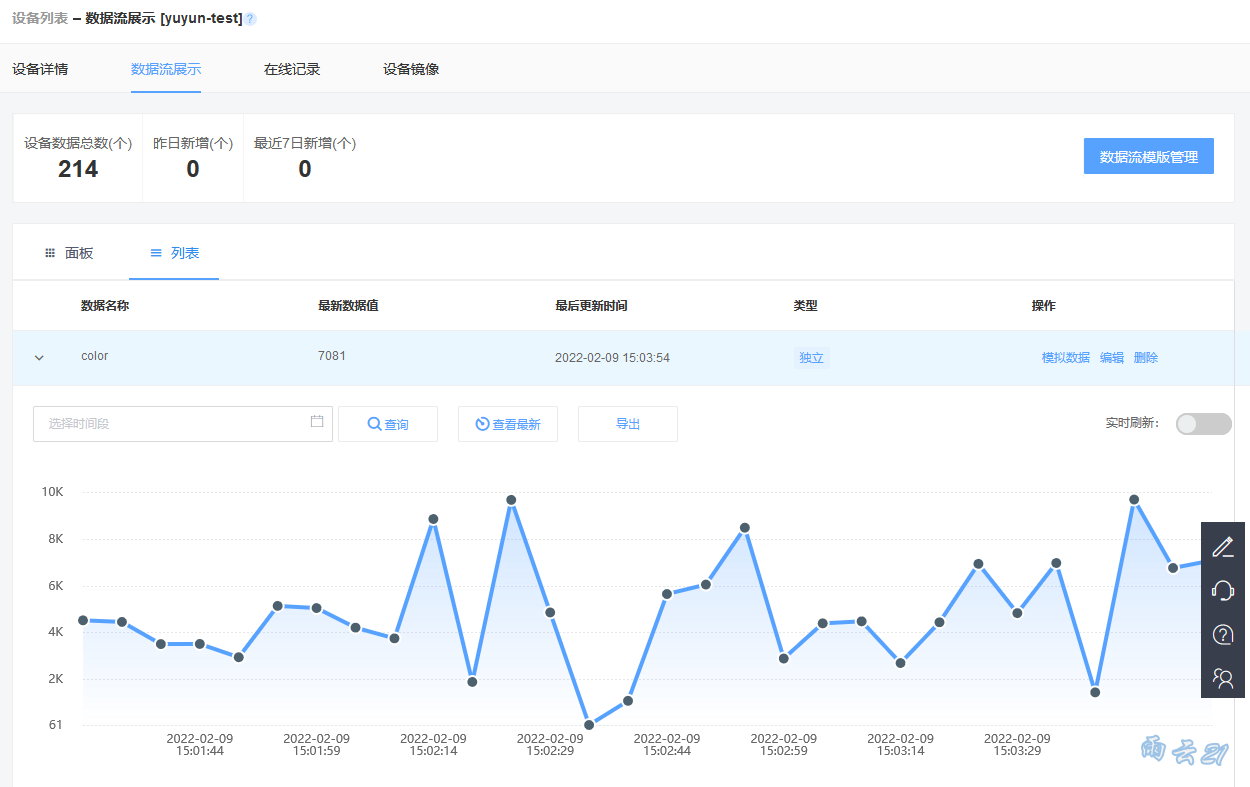 设备列表 – 数据流展示 [yuyun-test] ?
设备详情 数据流展示 在线记录 设备镜像
设备数据总数(个) 昨日新增(个) 最近7日新增(个)
214 0 0
数据流模版管理
面板 列表
数据名称 最新数据值 最后更新时间 类型 操作
color 7081 2022-02-09 15:03:54 独立 模拟数据 编辑 删除
选择时间段 查询 查看最新 导出 实时刷新：
10K
8K
6K
4K
2K
61
2022-02-09 2022-02-09 2022-02-09 2022-02-09 2022-02-09 2022-02-09 2022-02-09 2022-02-09
15:01:44 15:01:59 15:02:14 15:02:29 15:02:44 15:02:59 15:03:14 15:03:29
雨云21